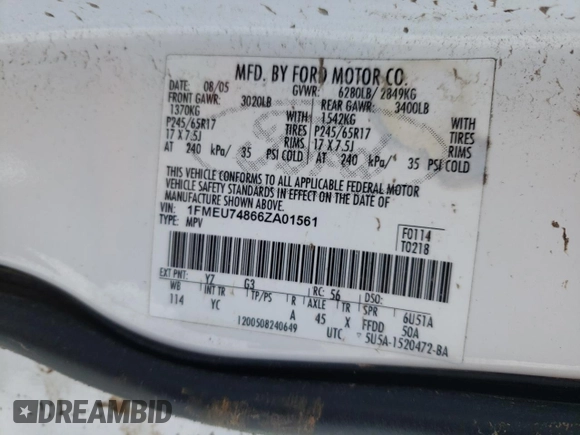 MFD. BY FORD MOTOR CO.
DATE: 08/05 GVWR: 6280LB/ 2849KG
FRONT GAWR: 3020LB REAR GAWR: 3400LB
1370KG WITH 1542KG WITH
P245/65R17 TIRES P245/65R17 TIRES
17 X 7.5J RIMS 17 X 7.5J RIMS
AT 240 kPa/ 35 PSI COLD AT 240 kPa/ 35 PSI COLD
THIS VEHICLE CONFORMS TO ALL APPLICABLE FEDERAL MOTOR
VEHICLE SAFETY STANDARDS IN EFFECT ON THE DATE OF
MANUFACTURE SHOWN ABOVE.
VIN: 1FMEU74866ZA01561
TYPE: MPV
F0114
T0218
EXT PNT: YZ G3 RC: 56 DSO:
WB INT TR TP/PS R AXLE TR SPR 6U5TA
114 YC A 45 X FFDD 50A
1200508240649 UTC 5U5A-1520472-BA
DREAMBID